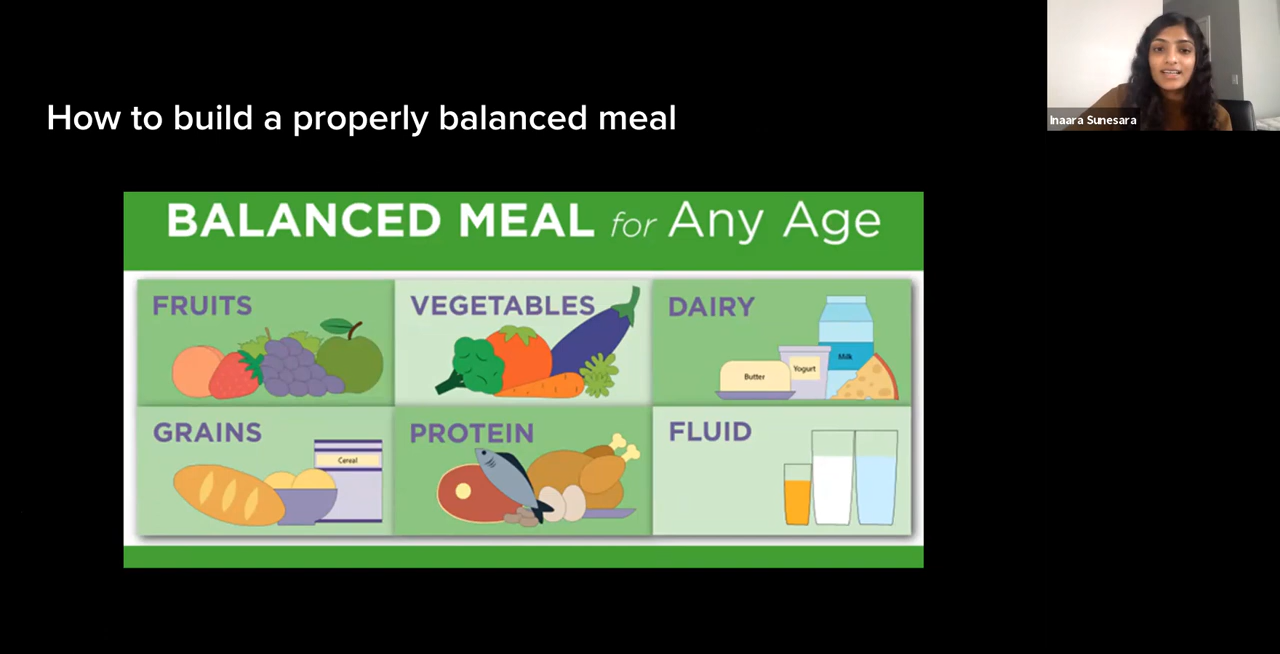 How to build a properly balanced meal
Inaara Sunesara
BALANCED MEAL for Any Age
FRUITS
VEGETABLES
DAIRY
Milk
Yogurt
Butter
GRAINS
Cereal
PROTEIN
FLUID